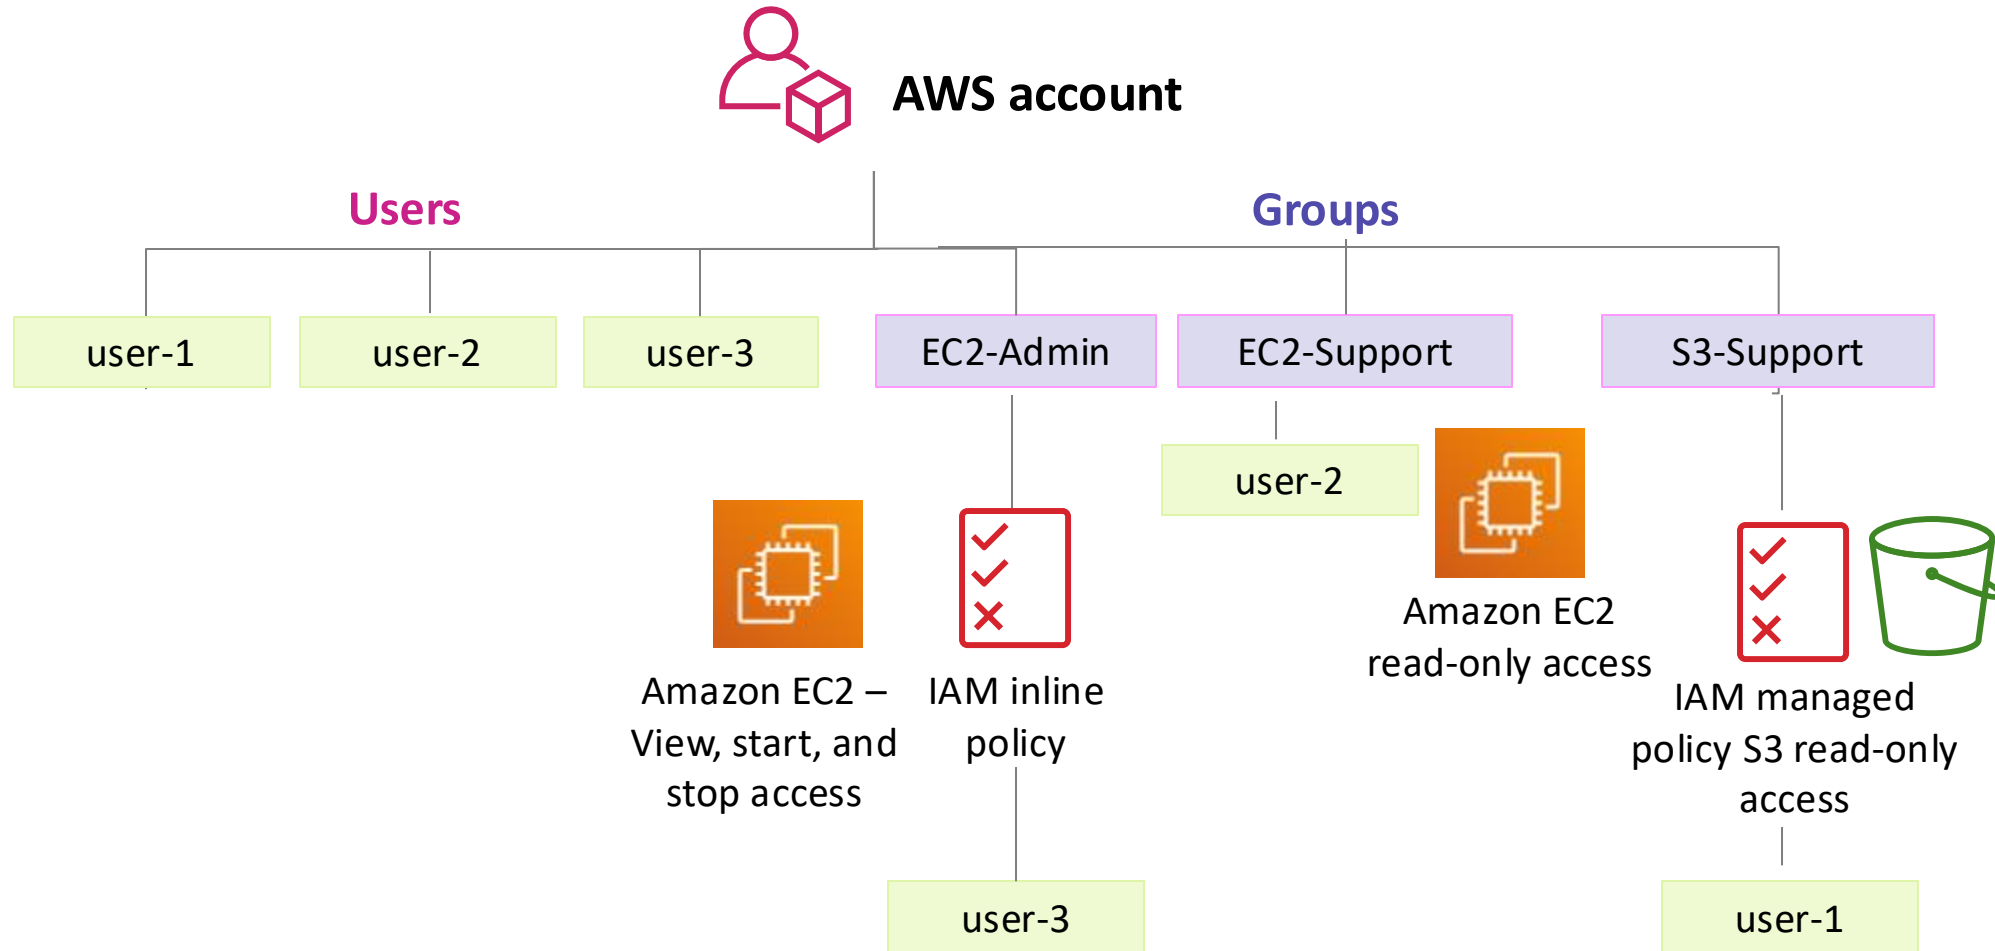 AWS account
Users
Groups
user-1
user-2
user-3
EC2-Admin
EC2-Support
S3-Support
user-2
Amazon EC2
read-only access
Amazon EC2 –
View, start, and
stop access
IAM inline
policy
IAM managed
policy S3 read-only
access
user-3
user-1